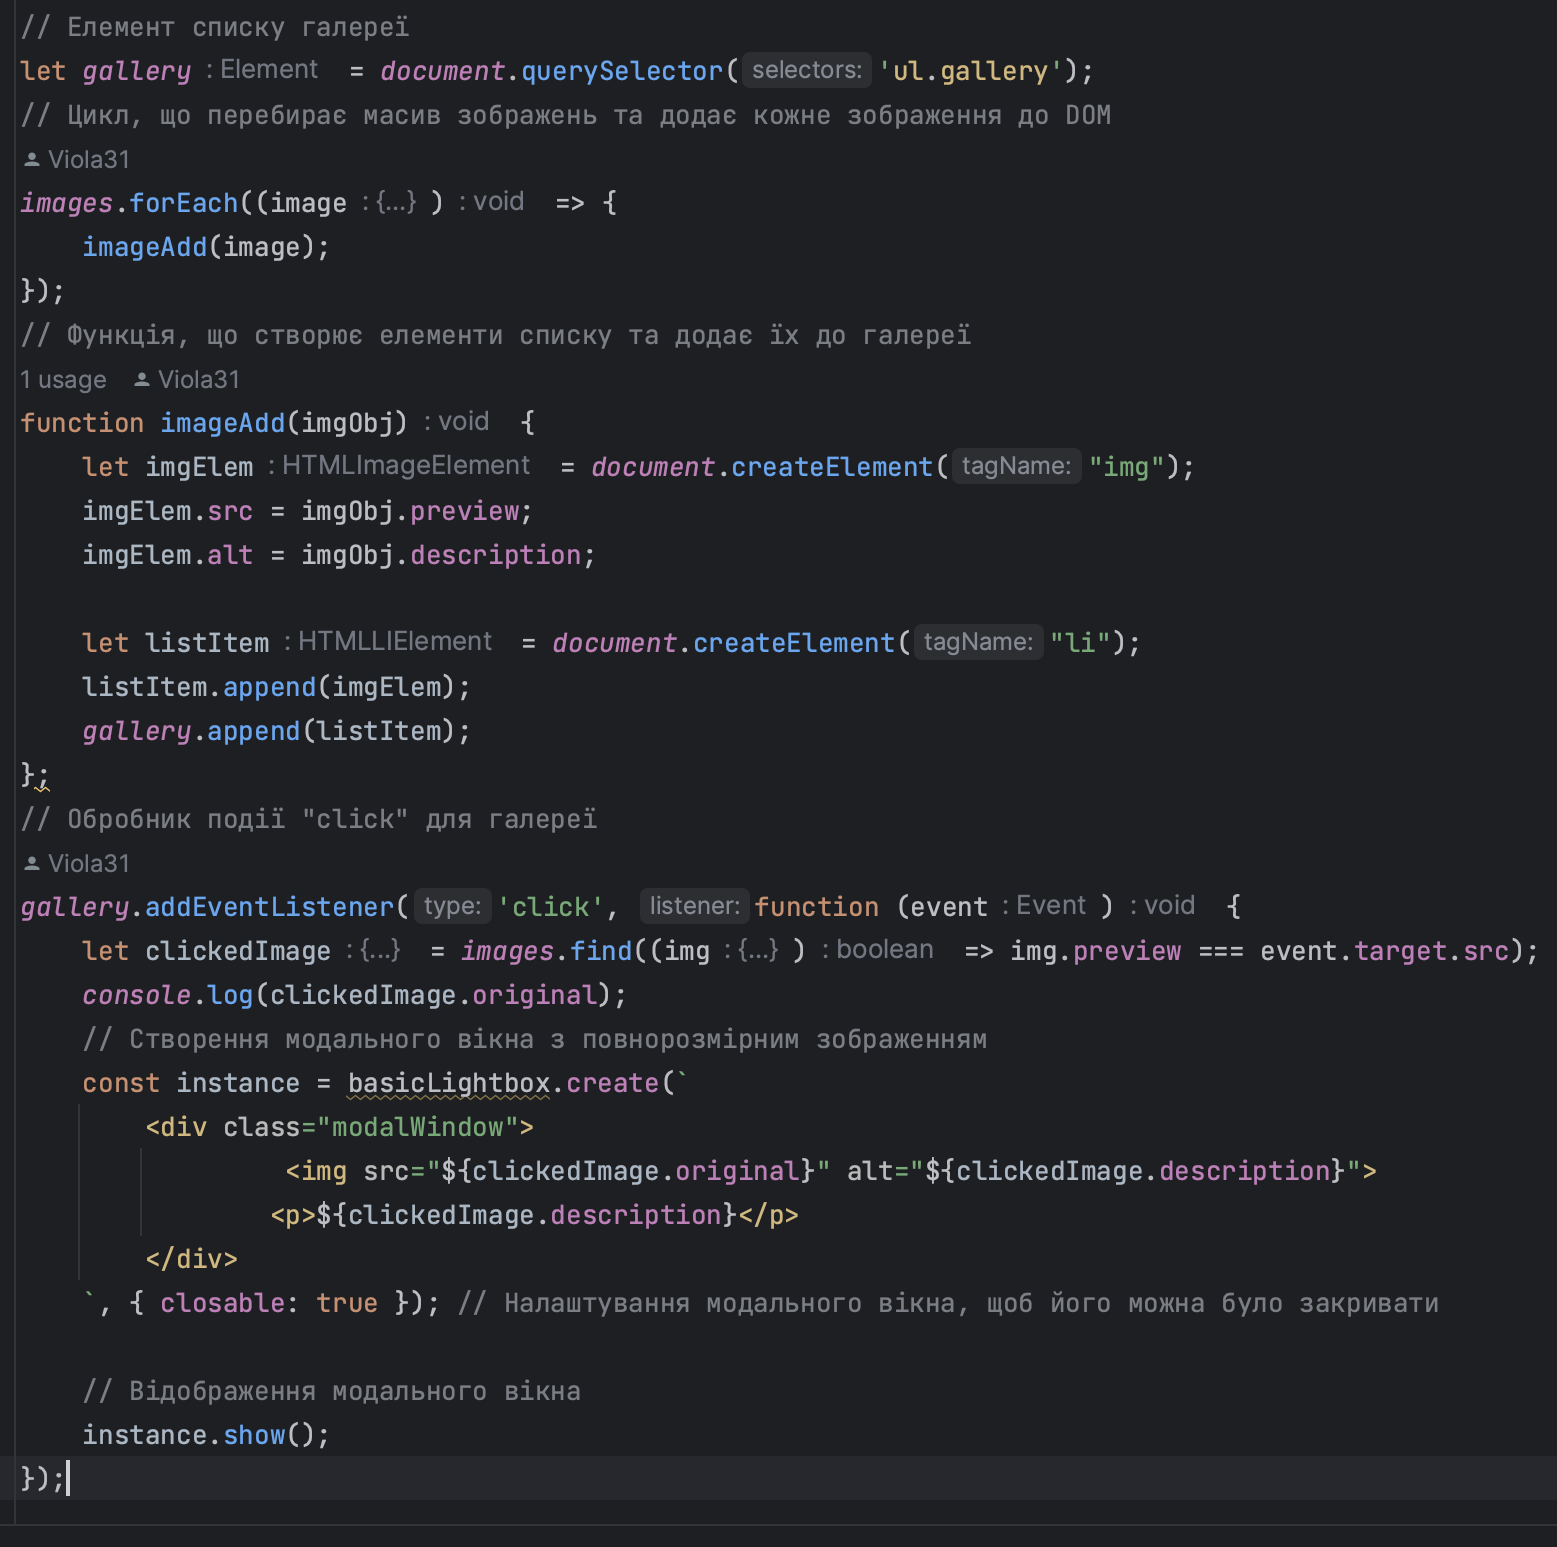 // Елемент списку галереї
let gallery : Element = document.querySelector( selectors: 'ul.gallery');
// Цикл, що перебирає масив зображень та додає кожне зображення до DOM
Viola31
images.forEach((image : {...} ) : void => {
    imageAdd(image);
});
// Функція, що створює елементи списку та додає їх до галереї
1 usage Viola31
function imageAdd(imgObj) : void {
    let imgElem : HTMLImageElement = document.createElement( tagName: "img");
    imgElem.src = imgObj.preview;
    imgElem.alt = imgObj.description;
    let listItem : HTMLLIElement = document.createElement( tagName: "li");
    listItem.append(imgElem);
    gallery.append(listItem);
};
// Обробник події "click" для галереї
Viola31
gallery.addEventListener( type: 'click', listener: function (event : Event ) : void {
    let clickedImage : {...} = images.find((img : {...} ) : boolean => img.preview === event.target.src);
    console.log(clickedImage.original);
    // Створення модального вікна з повнорозмірним зображенням
    const instance = basicLightbox.create(`
        <div class="modalWindow">
                 <img src="${clickedImage.original}" alt="${clickedImage.description}">
                <p>${clickedImage.description}</p>
        </div>
    `, { closable: true }); // Налаштування модального вікна, щоб його можна було закривати
    // Відображення модального вікна
    instance.show();
});